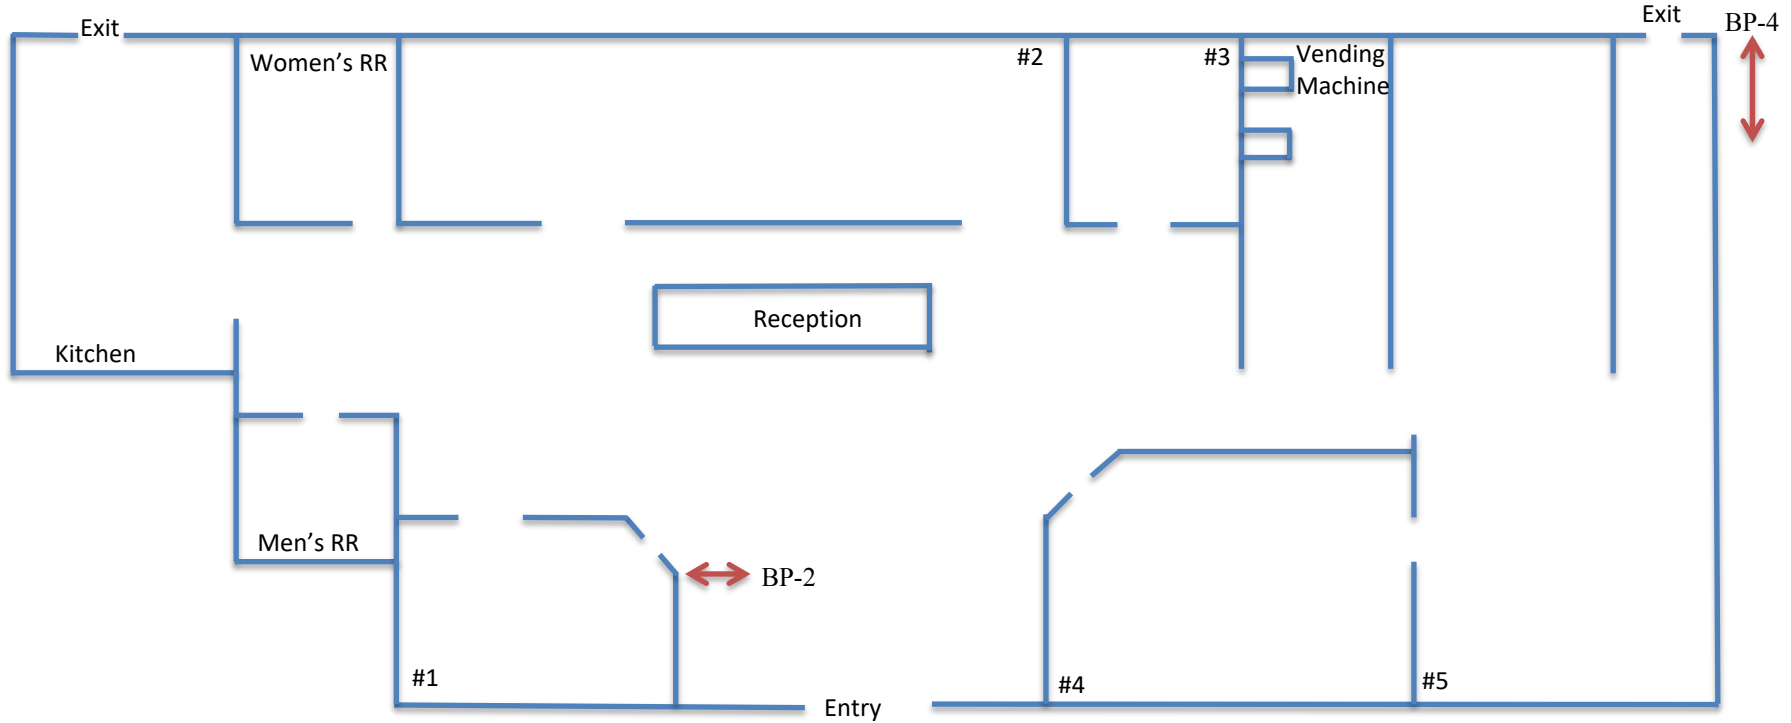 Exit
Exit
BP-4
Women's RR
#2
#3
Vending
Machine
Reception
Kitchen
Men's RR
BP-2
#1
#4
#5
Entry